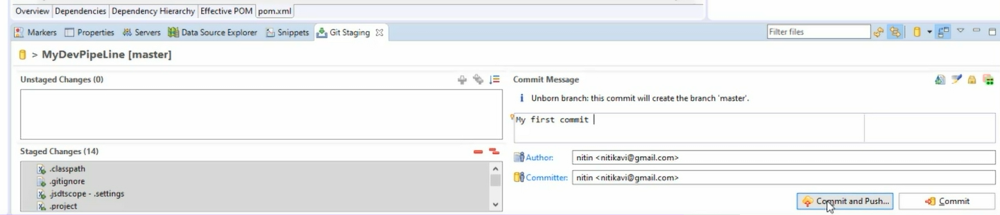 Overview Dependencies Dependency Hierarchy Effective POM pom.xml
Markers Properties Servers Data Source Explorer Snippets Git Staging Filter files
> MyDevPipeLine [master]
Unstaged Changes (0)
Staged Changes (14)
.classpath
.gitignore
.jsdtscope - .settings
.project
Commit Message
Unborn branch: this commit will create the branch 'master'.
My first commit
Author: nitin <nitikavi@gmail.com>
Committer: nitin <nitikavi@gmail.com>
Commit and Push... Commit